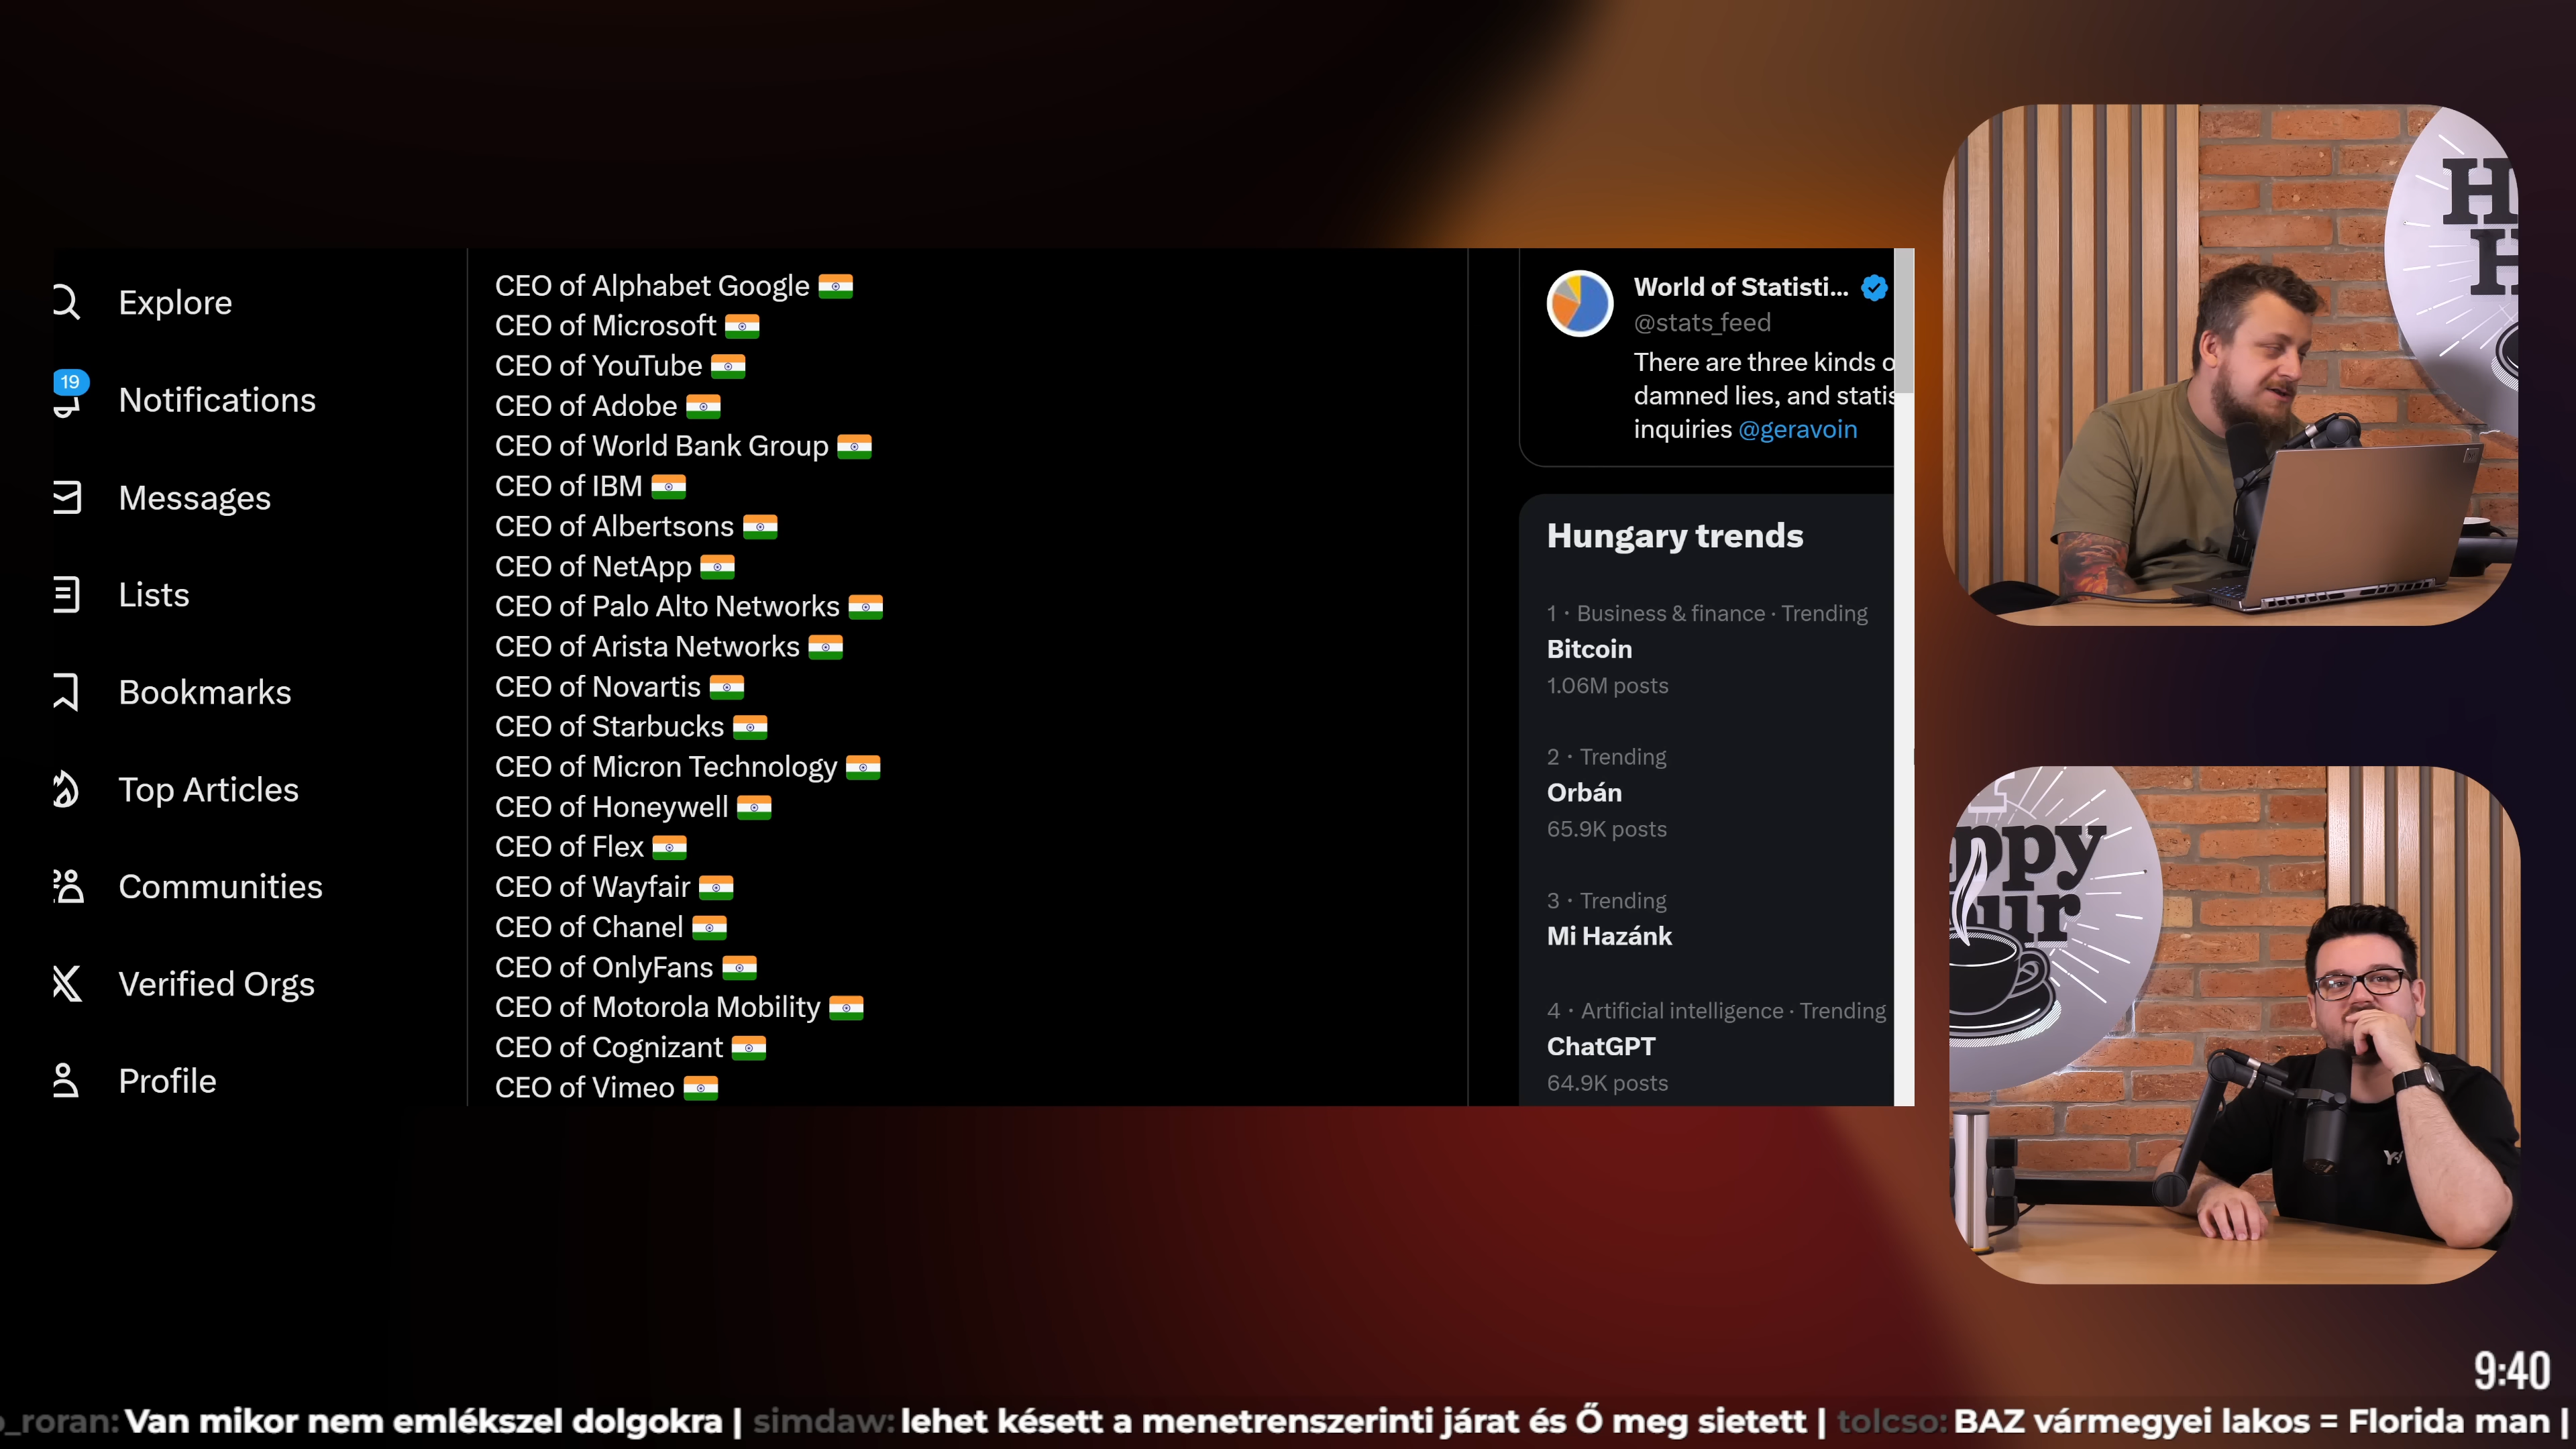 Explore
19
Notifications
Messages
Lists
Bookmarks
Top Articles
Communities
Verified Orgs
Profile
CEO of Alphabet Google
CEO of Microsoft
CEO of YouTube
CEO of Adobe
CEO of World Bank Group
CEO of IBM
CEO of Albertsons
CEO of NetApp
CEO of Palo Alto Networks
CEO of Arista Networks
CEO of Novartis
CEO of Starbucks
CEO of Micron Technology
CEO of Honeywell
CEO of Flex
CEO of Wayfair
CEO of Chanel
CEO of OnlyFans
CEO of Motorola Mobility
CEO of Cognizant
CEO of Vimeo
World of Statisti...
@stats_feed
There are three kinds o
damned lies, and statis
inquiries @geravoin
Hungary trends
1 · Business & finance · Trending
Bitcoin
1.06M posts
2 · Trending
Orbán
65.9K posts
3 · Trending
Mi Hazánk
4 · Artificial intelligence · Trending
ChatGPT
64.9K posts
H
H
ppy
ur
9:40
_roran: Van mikor nem emlékszel dolgokra | simdaw: lehet késett a menetrenszerinti járat és Ő meg sietett | tolcso: BAZ vármegyei lakos = Florida man |